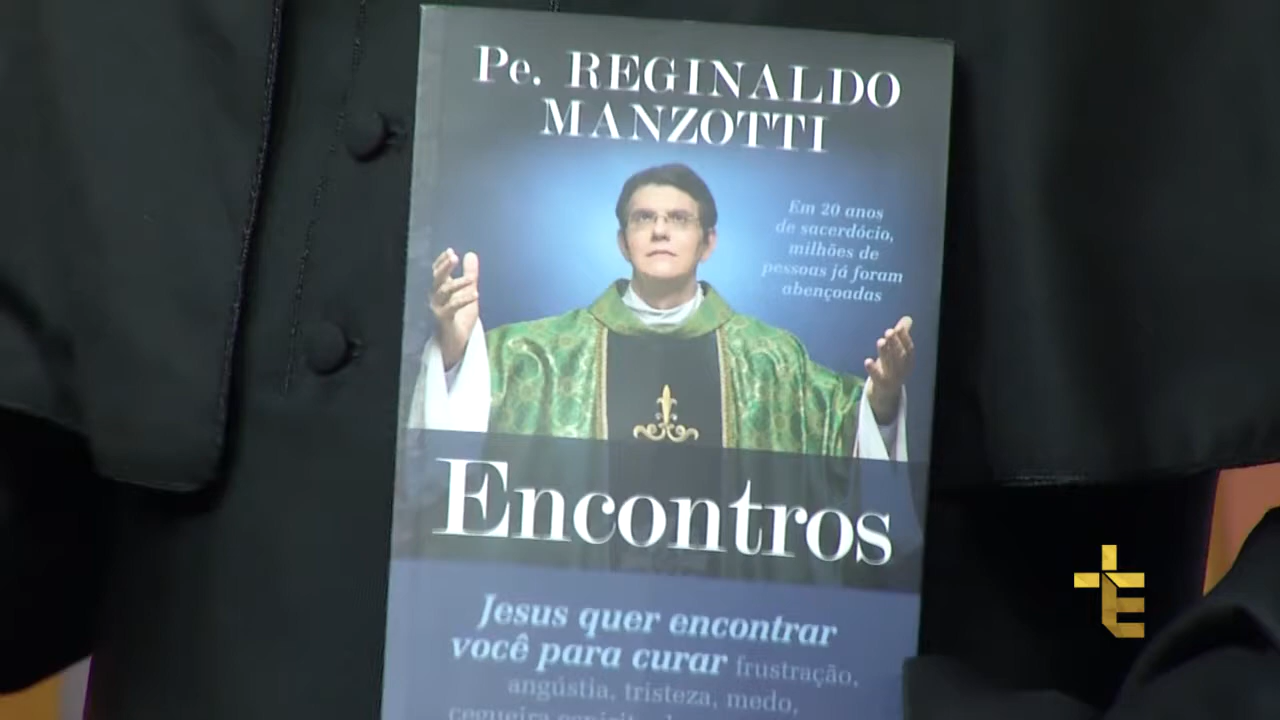 Pe. REGINALDO
MANZOTTI
Em 20 anos
de sacerdócio,
milhões de
pessoas já foram
abençoadas
Encontros
Jesus quer encontrar
você para curar frustração,
angústia, tristeza, medo,